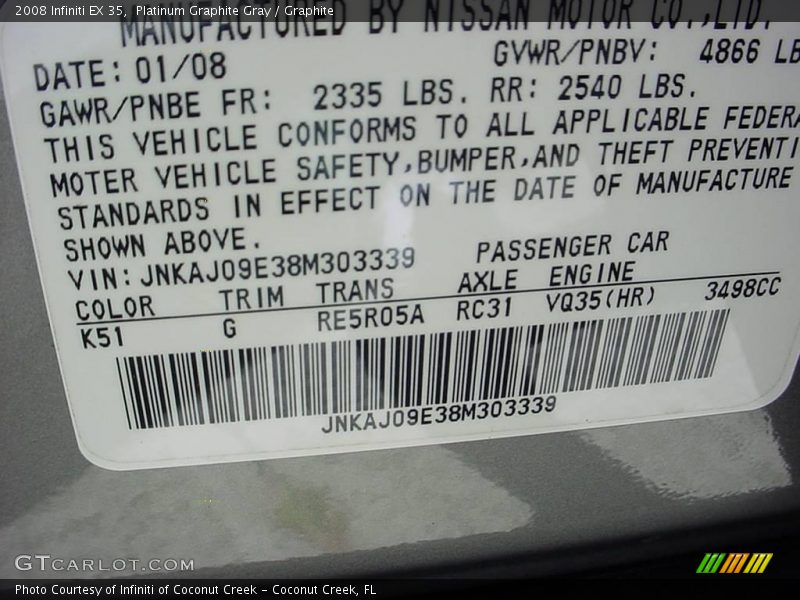 2008 Infiniti EX 35, Platinum Graphite Gray / Graphite
MANUFACTURED BY NISSAN MOTOR CO.,LTD.
DATE: 01/08 GVWR/PNBV: 4866 LB
GAWR/PNBE FR: 2335 LBS. RR: 2540 LBS.
THIS VEHICLE CONFORMS TO ALL APPLICABLE FEDERA
MOTER VEHICLE SAFETY,BUMPER,AND THEFT PREVENTI
STANDARDS IN EFFECT ON THE DATE OF MANUFACTURE
SHOWN ABOVE.
VIN: JNKAJ09E38M303339 PASSENGER CAR
COLOR TRIM TRANS AXLE ENGINE
K51 G RE5R05A RC31 VQ35(HR) 3498CC
JNKAJ09E38M303339
GTCARLOT.COM
Photo Courtesy of Infiniti of Coconut Creek - Coconut Creek, FL